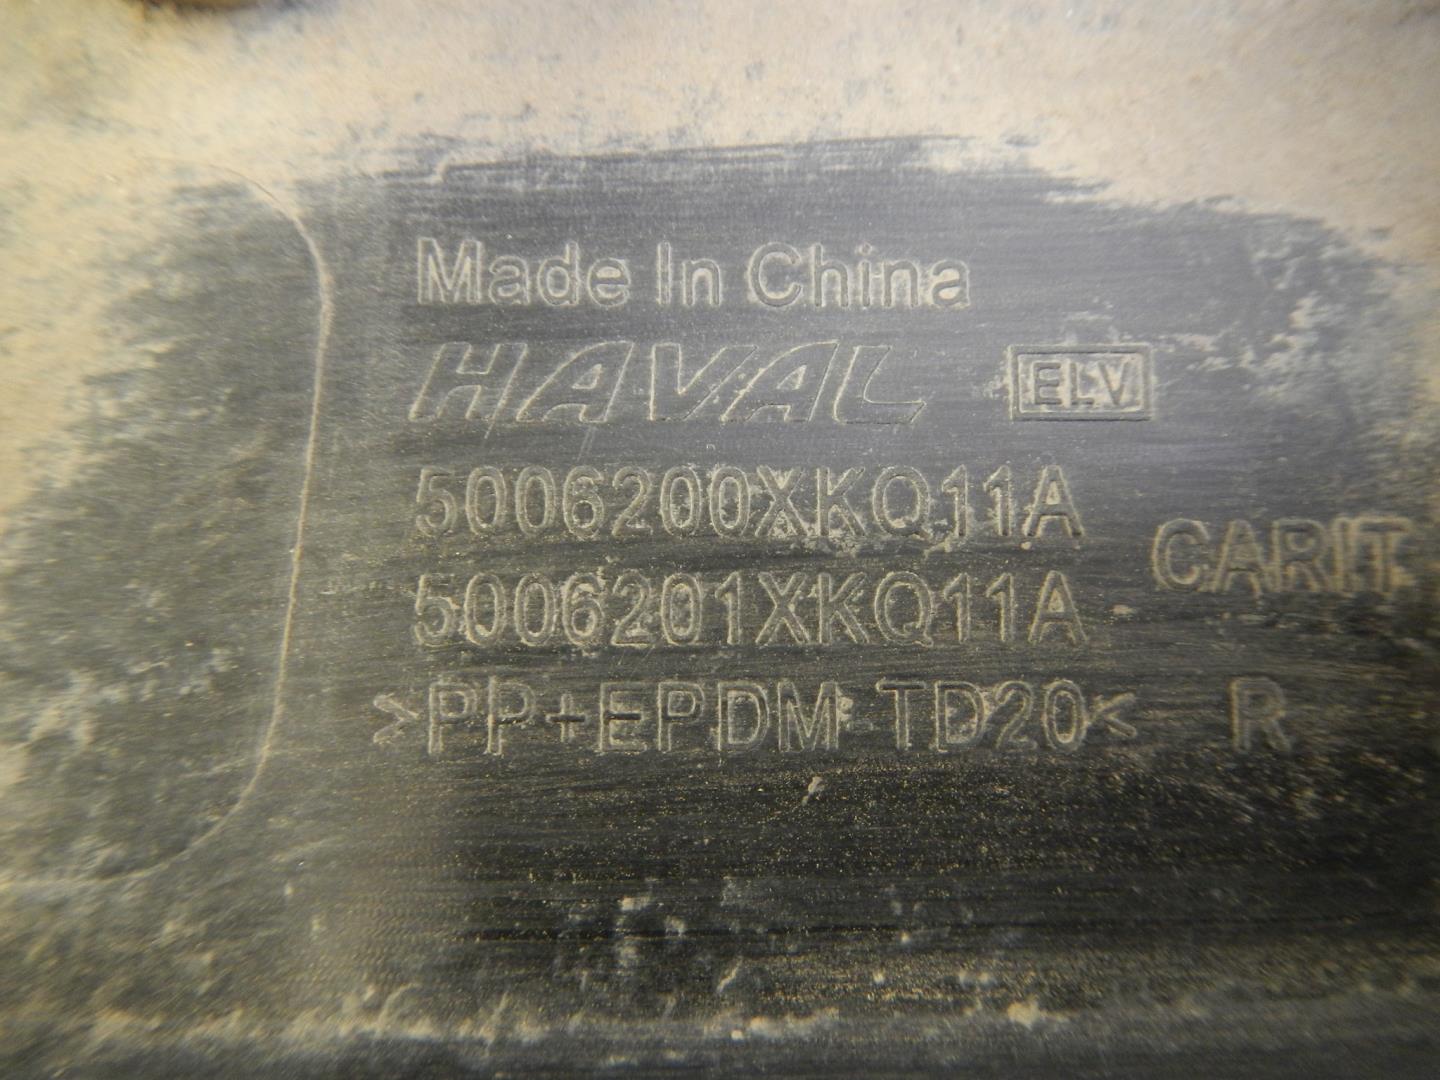 Made In China
HAVAL ELV
5006200XKQ11A
CARIT
5006201XKQ11A
>PP+EPDM-TD20< R